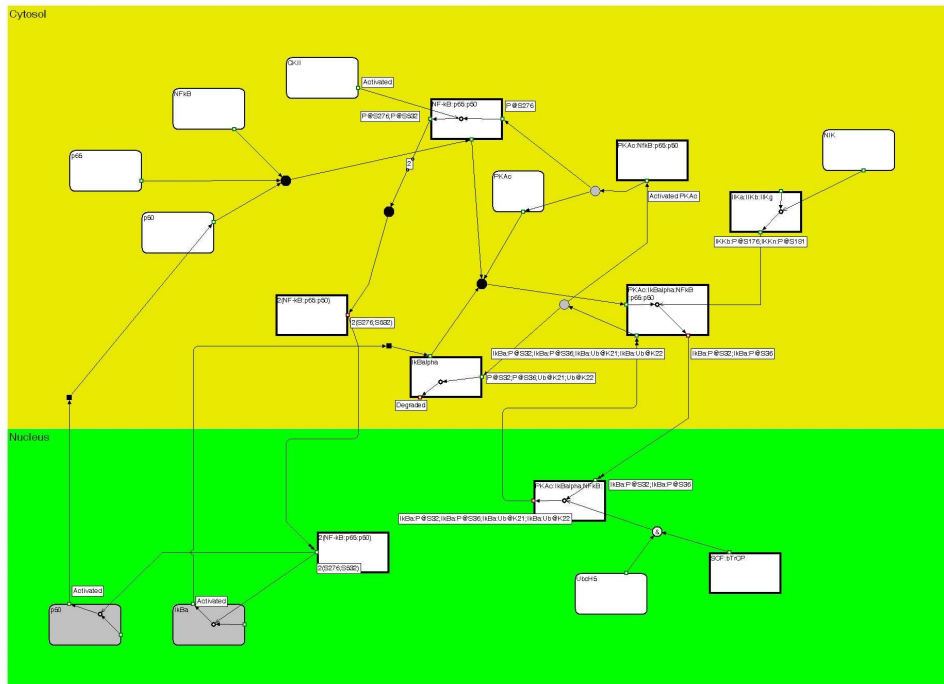 Cytosol
CKII
Activated
NFkB
NF-kB:p65:p50
P@S276
P@S276;P@S532
NIK
p65
2
PKAc:NfkB:p65:p50
PKAc
Activated PKAc
IKKb:P@S176;IKKn:P@S181
p50
PKAc:IkBalpha:NFkB
:p65:p50
2(NF-kB:p65:p50)
2(S276;S532)
IkBa:P@S32;IkBa:P@S36;IkBa:Ub@K21;IkBa:Ub@K22
IkBa:P@S32;IkBa:P@S36
IkBalpha
P@S32;P@S36;Ub@K21;Ub@K22
Degraded
Nucleus
PKAc:IkBalpha:NFkB:
IkBa:P@S32;IkBa:P@S36
IkBa:P@S32;IkBa:P@S36;IkBa:Ub@K21;IkBa:Ub@K22
2(NF-kB:p65:p50)
&
2(S276;S532)
SCF:bTrCP
UbcH5
Activated
Activated
p50
IkBa